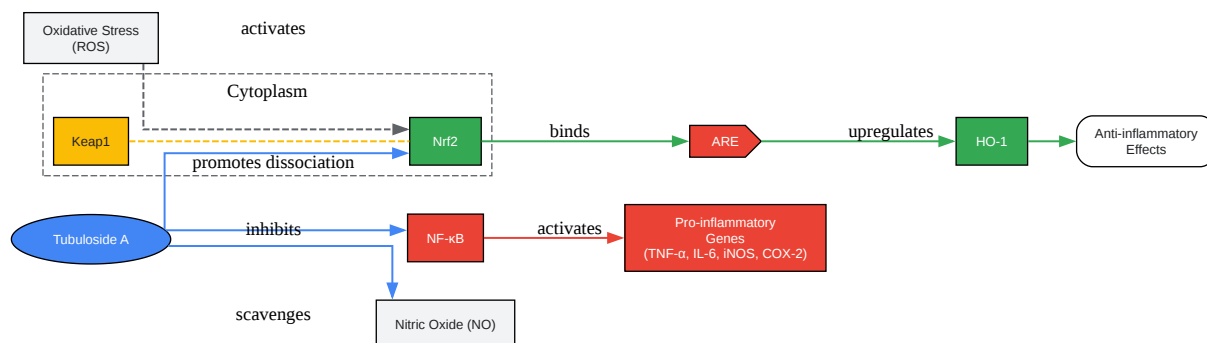 Oxidative Stress
(ROS)
activates
Cytoplasm
Keap1
Nrf2
binds
ARE
upregulates
HO-1
Anti-inflammatory
Effects
promotes dissociation
Tubuloside A
inhibits
NF-κB
activates
Pro-inflammatory
Genes
(TNF-α, IL-6, iNOS, COX-2)
scavenges
Nitric Oxide (NO)